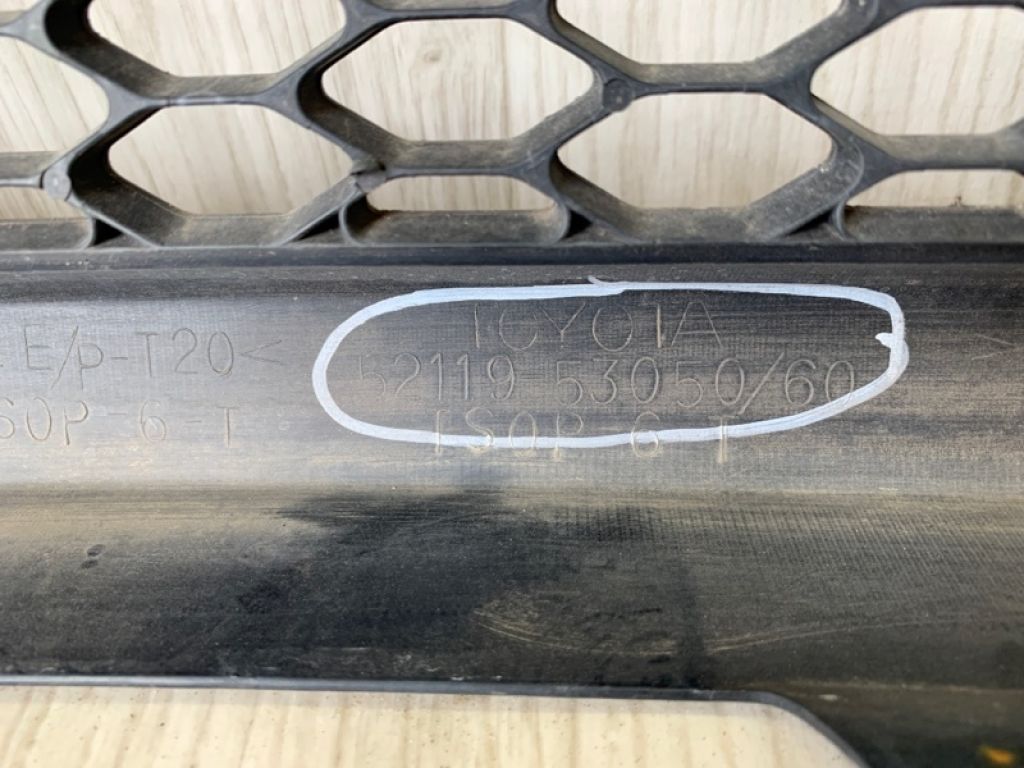 E/P-T20<
SOP-6-T
TOYOTA
52119-53050/60
TSOP 6 T